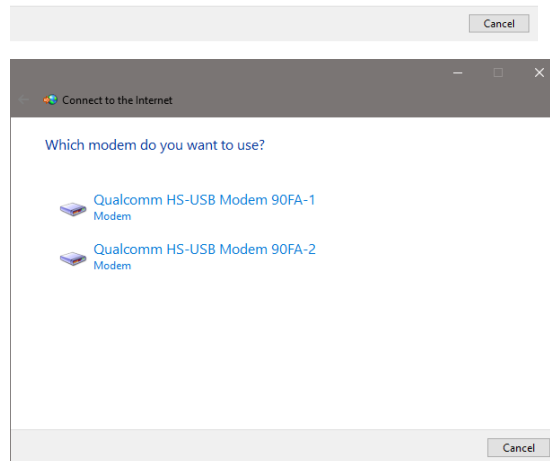 Cancel
Connect to the Internet
Which modem do you want to use?
Qualcomm HS-USB Modem 90FA-1
Modem
Qualcomm HS-USB Modem 90FA-2
Modem
Cancel